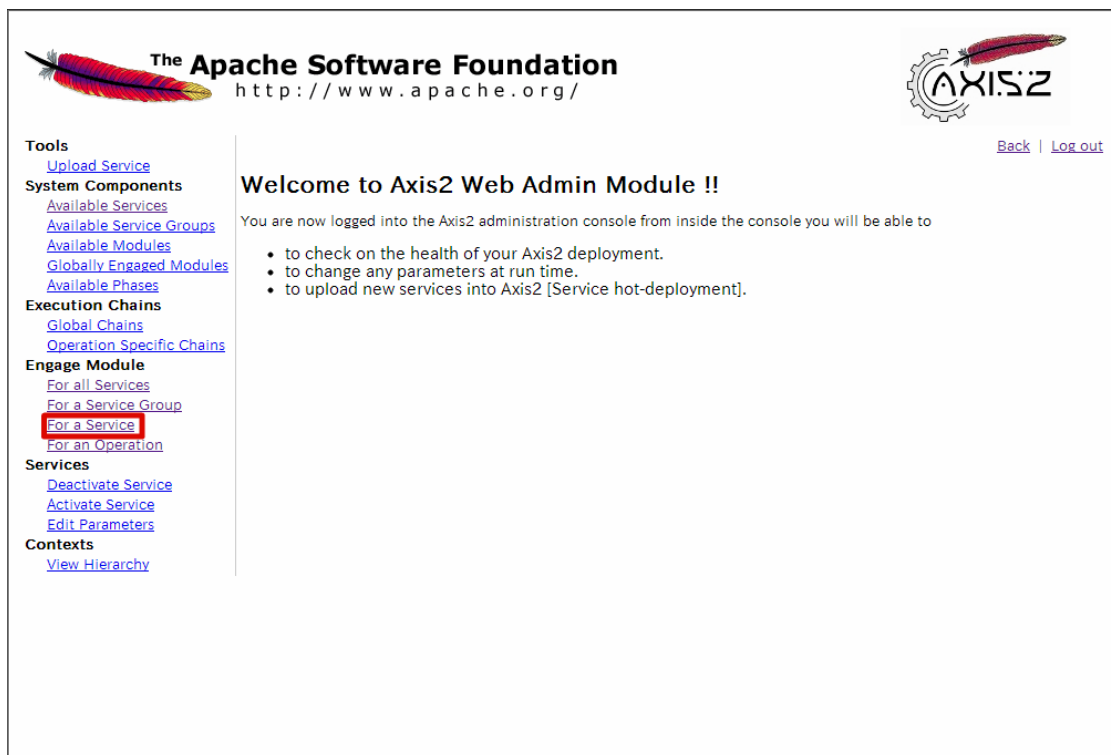 The Apache Software Foundation
http://www.apache.org/
AXIS2
Back | Log out
Tools
Upload Service
System Components
Available Services
Available Service Groups
Available Modules
Globally Engaged Modules
Available Phases
Execution Chains
Global Chains
Operation Specific Chains
Engage Module
For all Services
For a Service Group
For a Service
For an Operation
Services
Deactivate Service
Activate Service
Edit Parameters
Contexts
View Hierarchy
Welcome to Axis2 Web Admin Module !!
You are now logged into the Axis2 administration console from inside the console you will be able to
• to check on the health of your Axis2 deployment.
• to change any parameters at run time.
• to upload new services into Axis2 [Service hot-deployment].